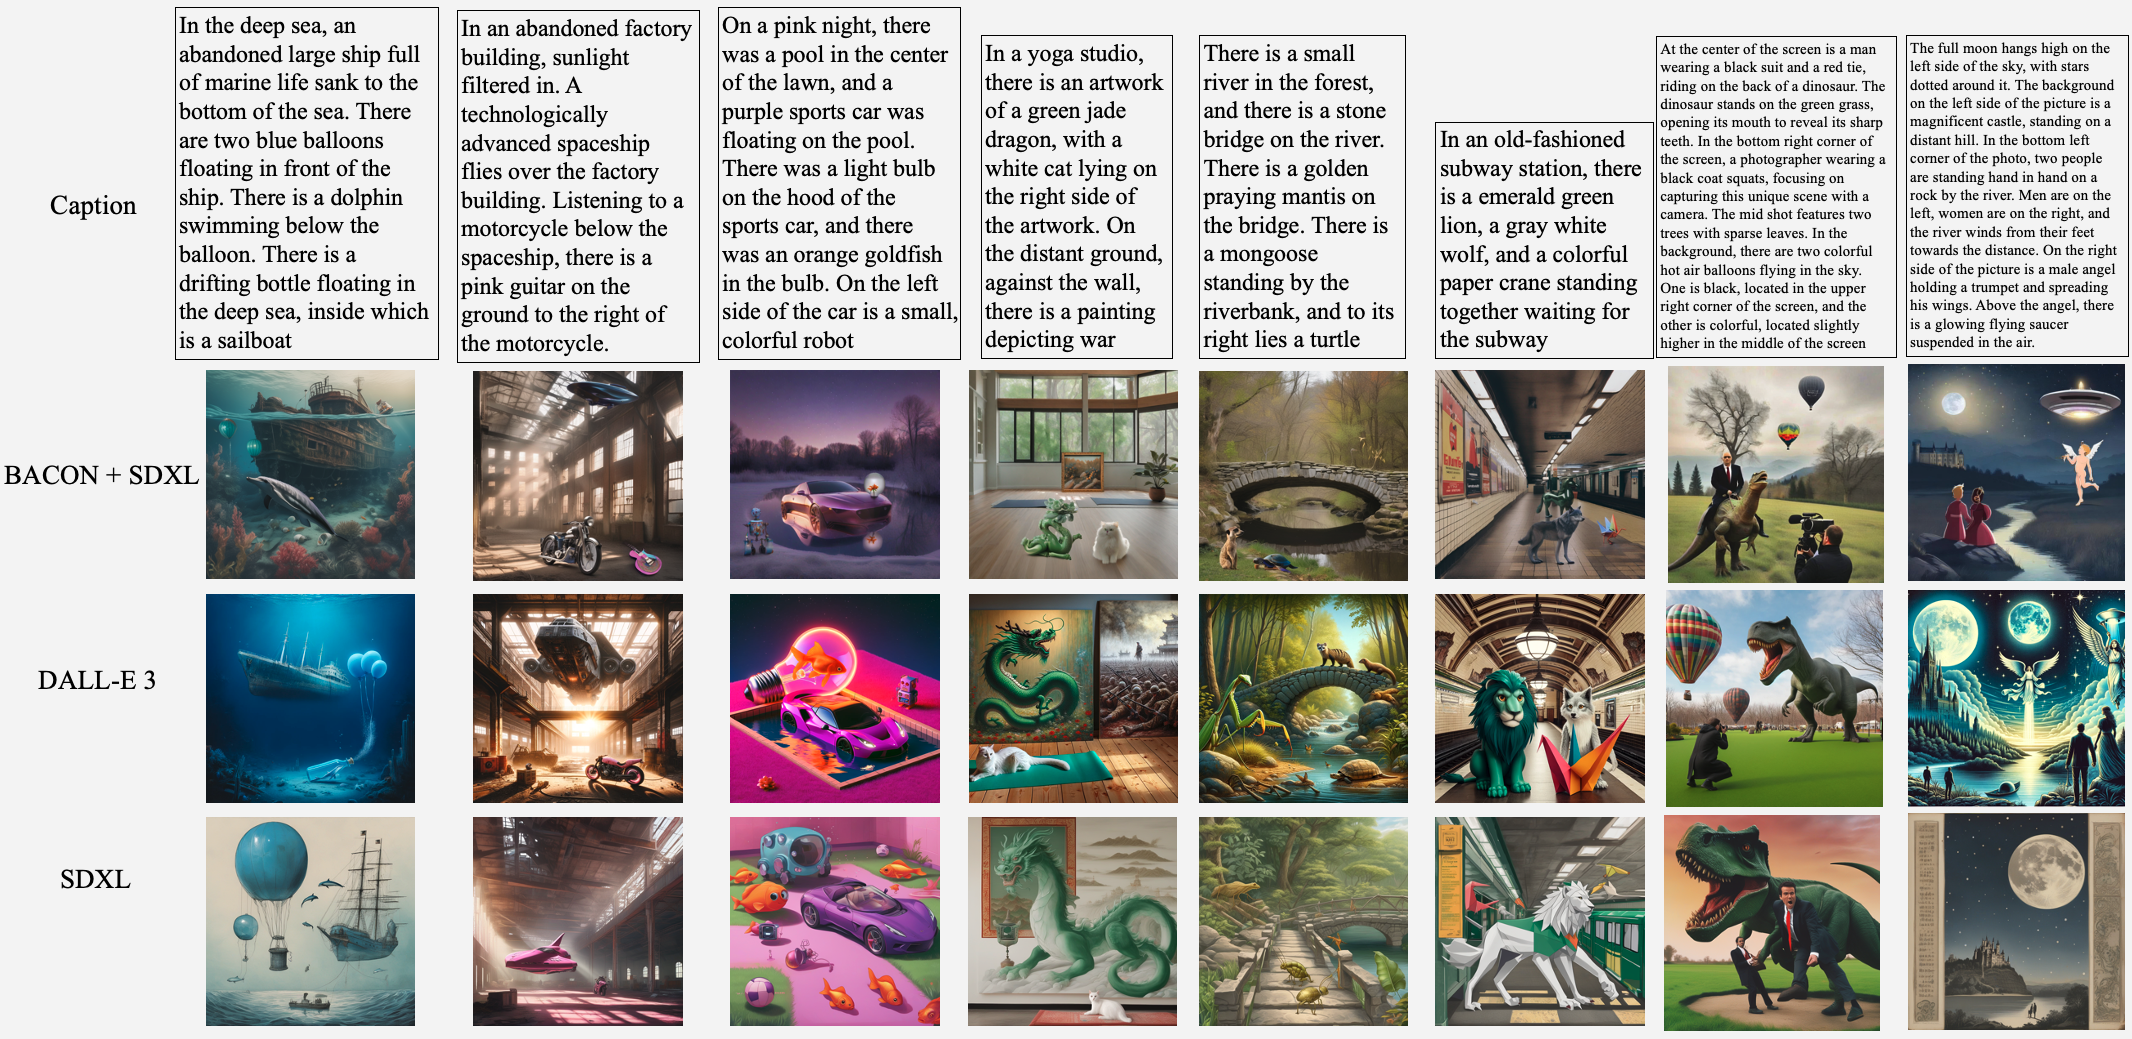 Caption
In the deep sea, an
abandoned large ship full
of marine life sank to the
bottom of the sea. There
are two blue balloons
floating in front of the
ship. There is a dolphin
swimming below the
balloon. There is a
drifting bottle floating in
the deep sea, inside which
is a sailboat
In an abandoned factory
building, sunlight
filtered in. A
technologically
advanced spaceship
flies over the factory
building. Listening to a
motorcycle below the
spaceship, there is a
pink guitar on the
ground to the right of
the motorcycle.
On a pink night, there
was a pool in the center
of the lawn, and a
purple sports car was
floating on the pool.
There was a light bulb
on the hood of the
sports car, and there
was an orange goldfish
in the bulb. On the left
side of the car is a small,
colorful robot
In a yoga studio,
there is an artwork
of a green jade
dragon, with a
white cat lying on
the right side of
the artwork. On
the distant ground,
against the wall,
there is a painting
depicting war
There is a small
river in the forest,
and there is a stone
bridge on the river.
There is a golden
praying mantis on
the bridge. There is
a mongoose
standing by the
riverbank, and to its
right lies a turtle
In an old-fashioned
subway station, there
is a emerald green
lion, a gray white
wolf, and a colorful
paper crane standing
together waiting for
the subway
At the center of the screen is a man
wearing a black suit and a red tie,
riding on the back of a dinosaur. The
dinosaur stands on the green grass,
opening its mouth to reveal its sharp
teeth. In the bottom right corner of
the screen, a photographer wearing a
black coat squats, focusing on
capturing this unique scene with a
camera. The mid shot features two
trees with sparse leaves. In the
background, there are two colorful
hot air balloons flying in the sky.
One is black, located in the upper
right corner of the screen, and the
other is colorful, located slightly
higher in the middle of the screen
The full moon hangs high on the
left side of the sky, with stars
dotted around it. The background
on the left side of the picture is a
magnificent castle, standing on a
distant hill. In the bottom left
corner of the photo, two people
are standing hand in hand on a
rock by the river. Men are on the
left, women are on the right, and
the river winds from their feet
towards the distance. On the right
side of the picture is a male angel
holding a trumpet and spreading
his wings. Above the angel, there
is a glowing flying saucer
suspended in the air.
BACON + SDXL
DALL-E 3
SDXL